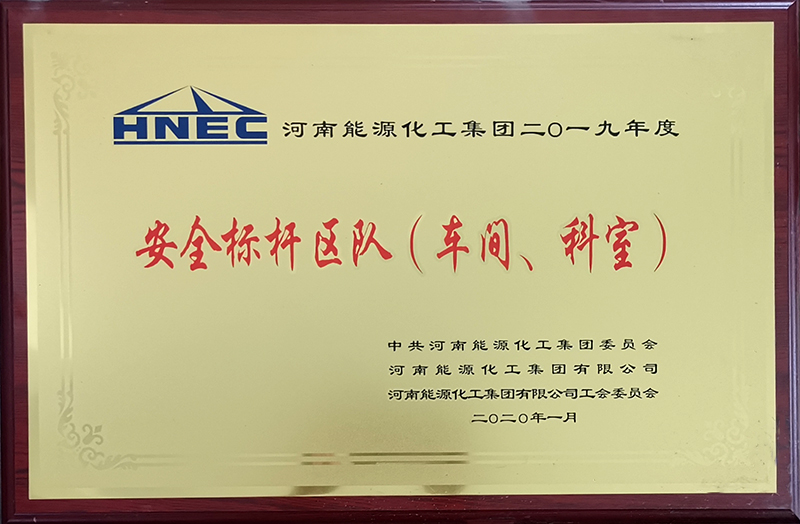 HNEC 河南能源化工集团二〇一九年度
安全标杆区队（车间、科室）
中共河南能源化工集团委员会
河南能源化工集团有限公司
河南能源化工集团有限公司工会委员会
二〇二〇年一月